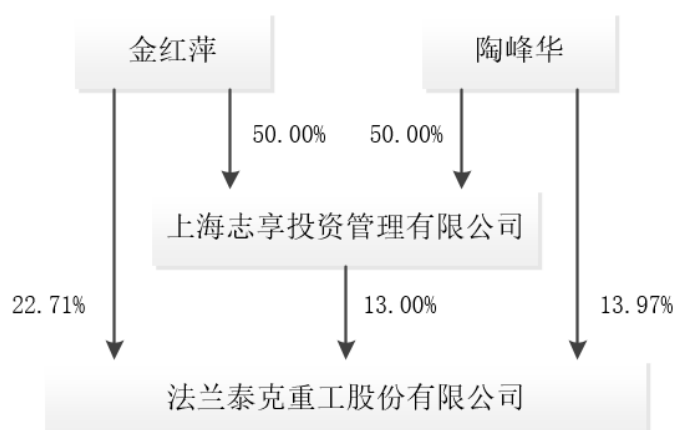 金红萍
陶峰华
50.00%
50.00%
上海志享投资管理有限公司
22.71%
13.00%
13.97%
法兰泰克重工股份有限公司